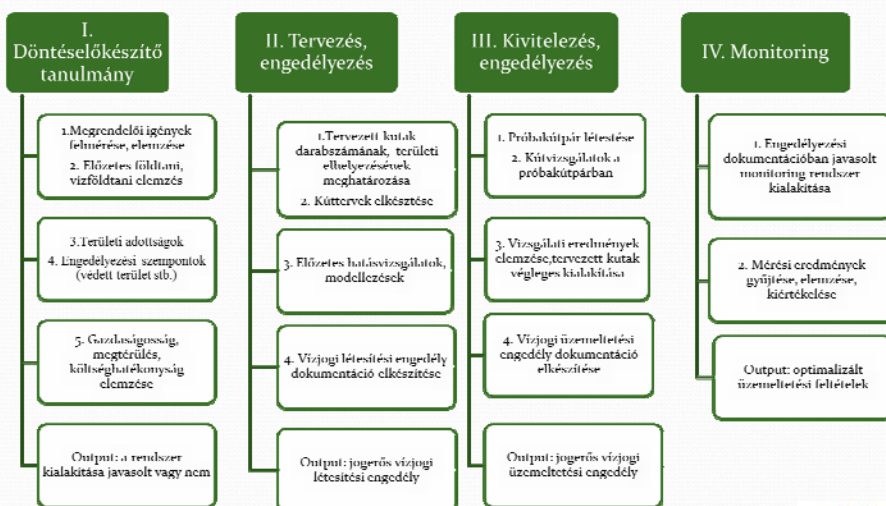 I.
Döntéselőkészítő
tanulmány
1.Megrendelői igények
felmérése, elemzése
2. Előzetes földtani,
vízföldtani elemzés
3.Területi adottságok
4. Engedélyezési szempontok
(védett terület stb.)
5. Gazdaságosság,
megtérülés,
költséghatékonyság
elemzése
Output: a rendszer
kialakítása javasolt vagy nem
II. Tervezés,
engedélyezés
1.Tervezett kutak
darabszámának, területi
elhelyezésének
meghatározása
2. Kúttervek elkésztése
3. Előzetes hatásvizsgálatok,
modellezések
4. Vízjogi létesítési engedély
dokumentáció elkészítése
Output: jogerős vízjogi
létesítési engedély
III. Kivitelezés,
engedélyezés
1. Próbakútpár létestése
2. Kútvizsgálatok a
próbakútpárban
3. Vizsgálati eredmények
elemzése,tervezett kutak
végleges kialakítása
4. Vízjogi üzemeltetési
engedély dokumentáció
elkészítése
Output: jogerős vízjogi
üzemeltetési engedély
IV. Monitoring
1. Engedélyezési
dokumentációban javasolt
monitoring rendszer
kialakítása
2. Mérési eredmények
gyűjtése, elemzése,
kiértékelése
Output: optimalizált
üzemeltetési feltételek